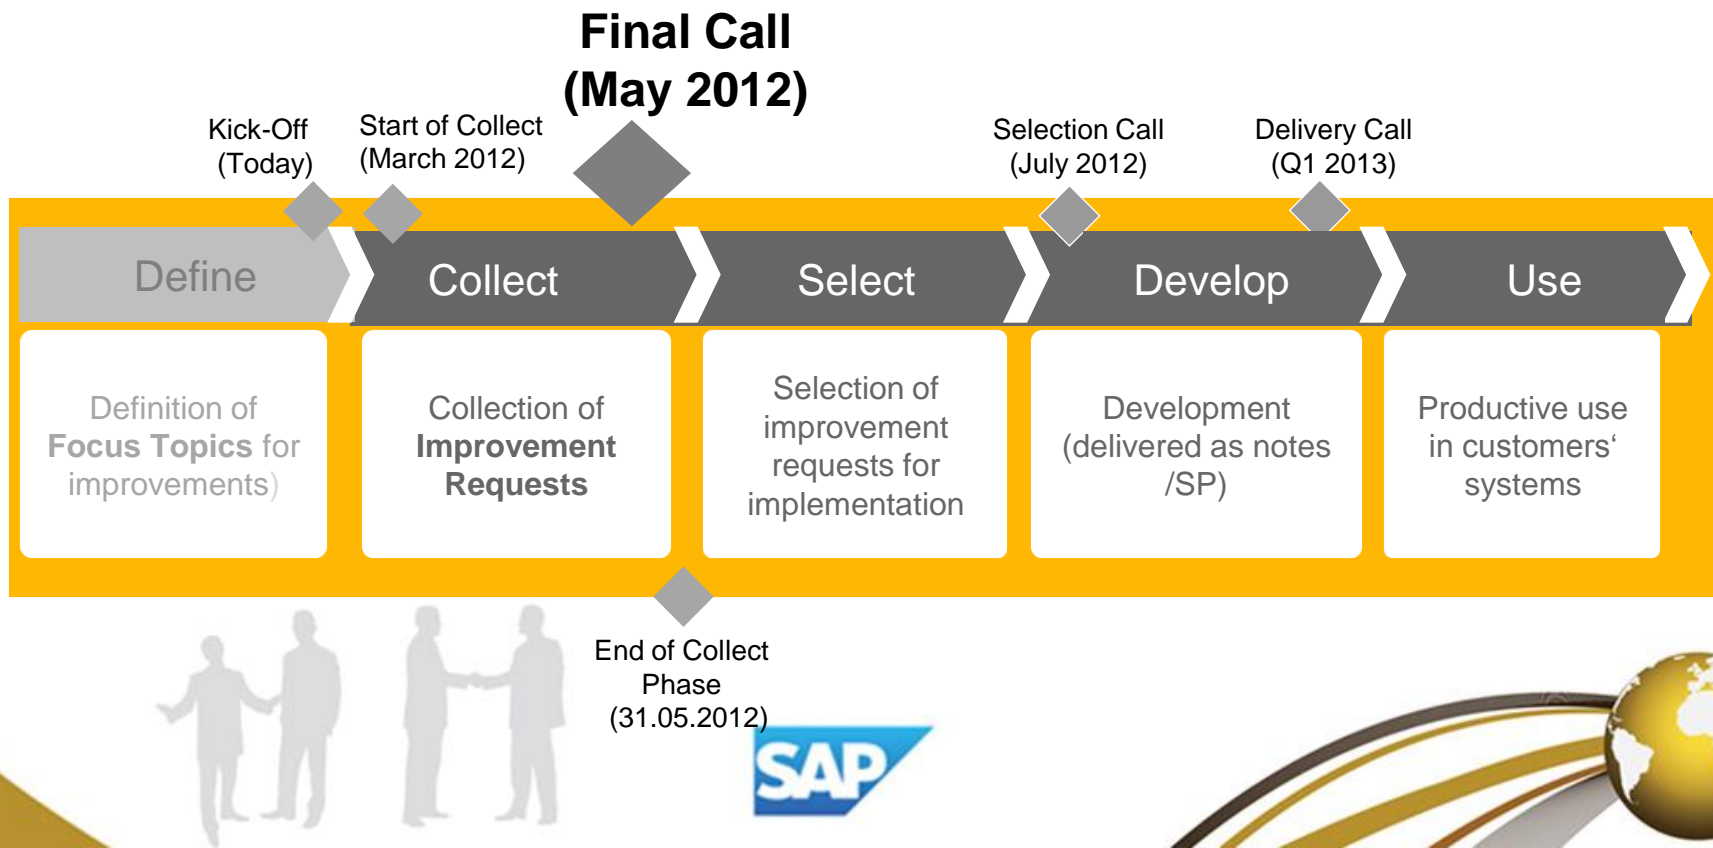 Final Call
(May 2012)
Kick-Off
(Today)
Start of Collect
(March 2012)
Selection Call
(July 2012)
Delivery Call
(Q1 2013)
Define
Collect
Select
Develop
Use
Definition of
Focus Topics for
improvements)
Collection of
Improvement
Requests
Selection of
improvement
requests for
implementation
Development
(delivered as notes
/SP)
Productive use
in customers‘
systems
End of Collect
Phase
(31.05.2012)
SAP